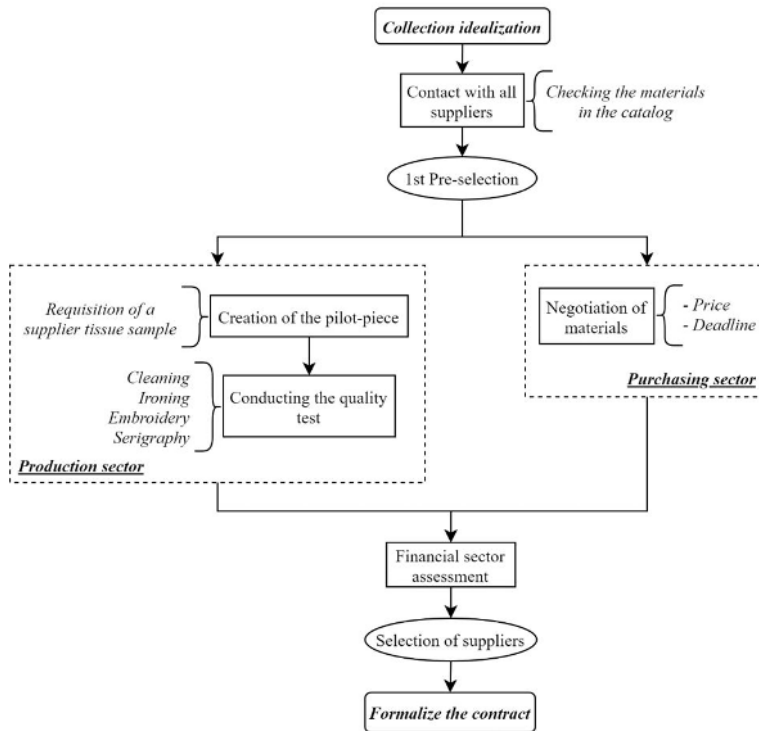 Collection idealization
Contact with all
suppliers
Checking the materials
in the catalog
1st Pre-selection
Requisition of a
supplier tissue sample
Creation of the pilot-piece
Cleaning
Ironing
Embroidery
Serigraphy
Conducting the quality
test
Production sector
Negotiation of
materials
- Price
- Deadline
Purchasing sector
Financial sector
assessment
Selection of suppliers
Formalize the contract